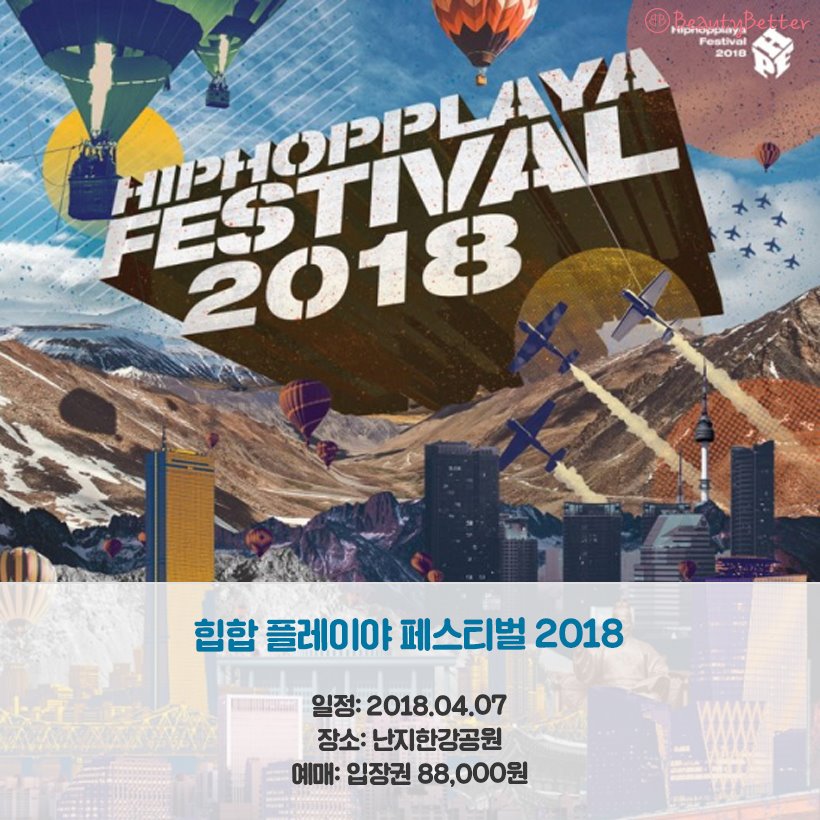 BB BeautyBetter
Hiphopplaya
Festival
2018
HPF
HIPHOPPLAYA
FESTIVAL
2018
힙합 플레이야 페스티벌 2018
일정: 2018.04.07
장소: 난지한강공원
예매: 입장권 88,000원